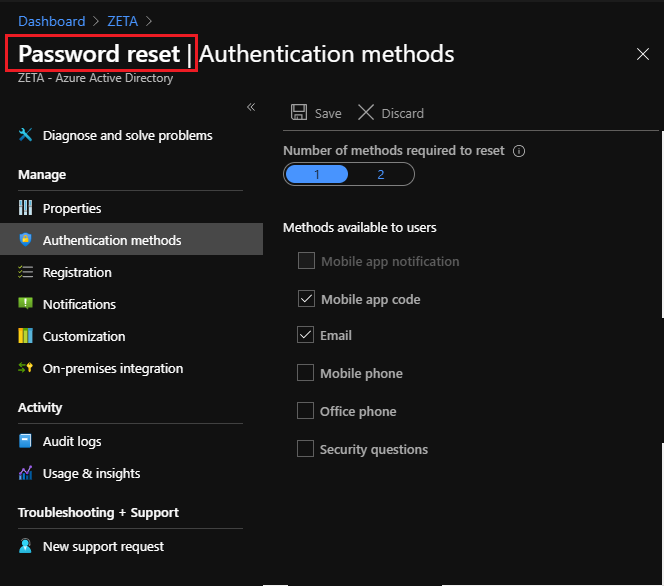 Dashboard > ZETA >
Password reset | Authentication methods
ZETA - Azure Active Directory
Diagnose and solve problems
Manage
Properties
Authentication methods
Registration
Notifications
Customization
On-premises integration
Activity
Audit logs
Usage & insights
Troubleshooting + Support
New support request
Save Discard
Number of methods required to reset
1 2
Methods available to users
Mobile app notification
Mobile app code
Email
Mobile phone
Office phone
Security questions